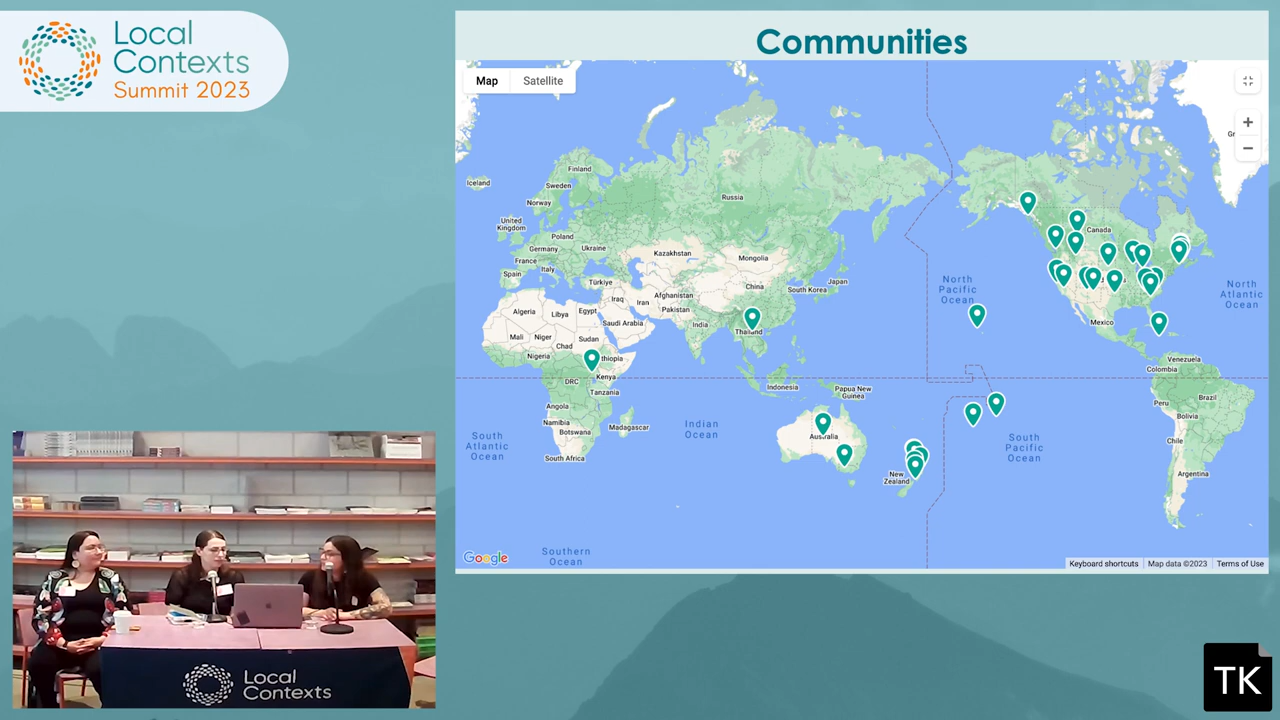 Local
Contexts
Summit 2023
Communities
Map
Satellite
Iceland
Finland
Sweden
Norway
Russia
United
Kingdom
Poland
Germany
Ukraine
France
Kazakhstan
Mongolia
Spain
Italy
Türkiye
China
Japan
South Korea
Iraq
Iran
Afghanistan
Pakistan
Algeria
Libya
Egypt
Saudi Arabia
India
Mali
Niger
Sudan
Chad
Thailand
Nigeria
Ethiopia
DRC
Kenya
Tanzania
Indonesia
Papua New
Guinea
Angola
Namibia
Botswana
Madagascar
South Africa
Australia
New
Zealand
Canada
Mexico
Venezuela
Colombia
Peru
Brazil
Bolivia
Chile
Argentina
North
Pacific
Ocean
North
Atlantic
Ocean
South
Atlantic
Ocean
Indian
Ocean
South
Pacific
Ocean
Southern
Ocean
Google
Keyboard shortcuts
Map data ©2023
Terms of Use
Local
Contexts
TK